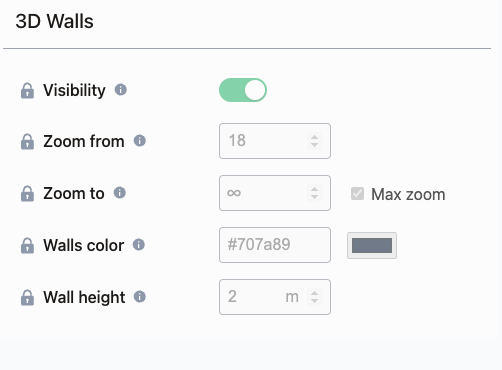 3D Walls
Visibility
Zoom from 18
Zoom to ∞ Max zoom
Walls color #707a89
Wall height 2 m